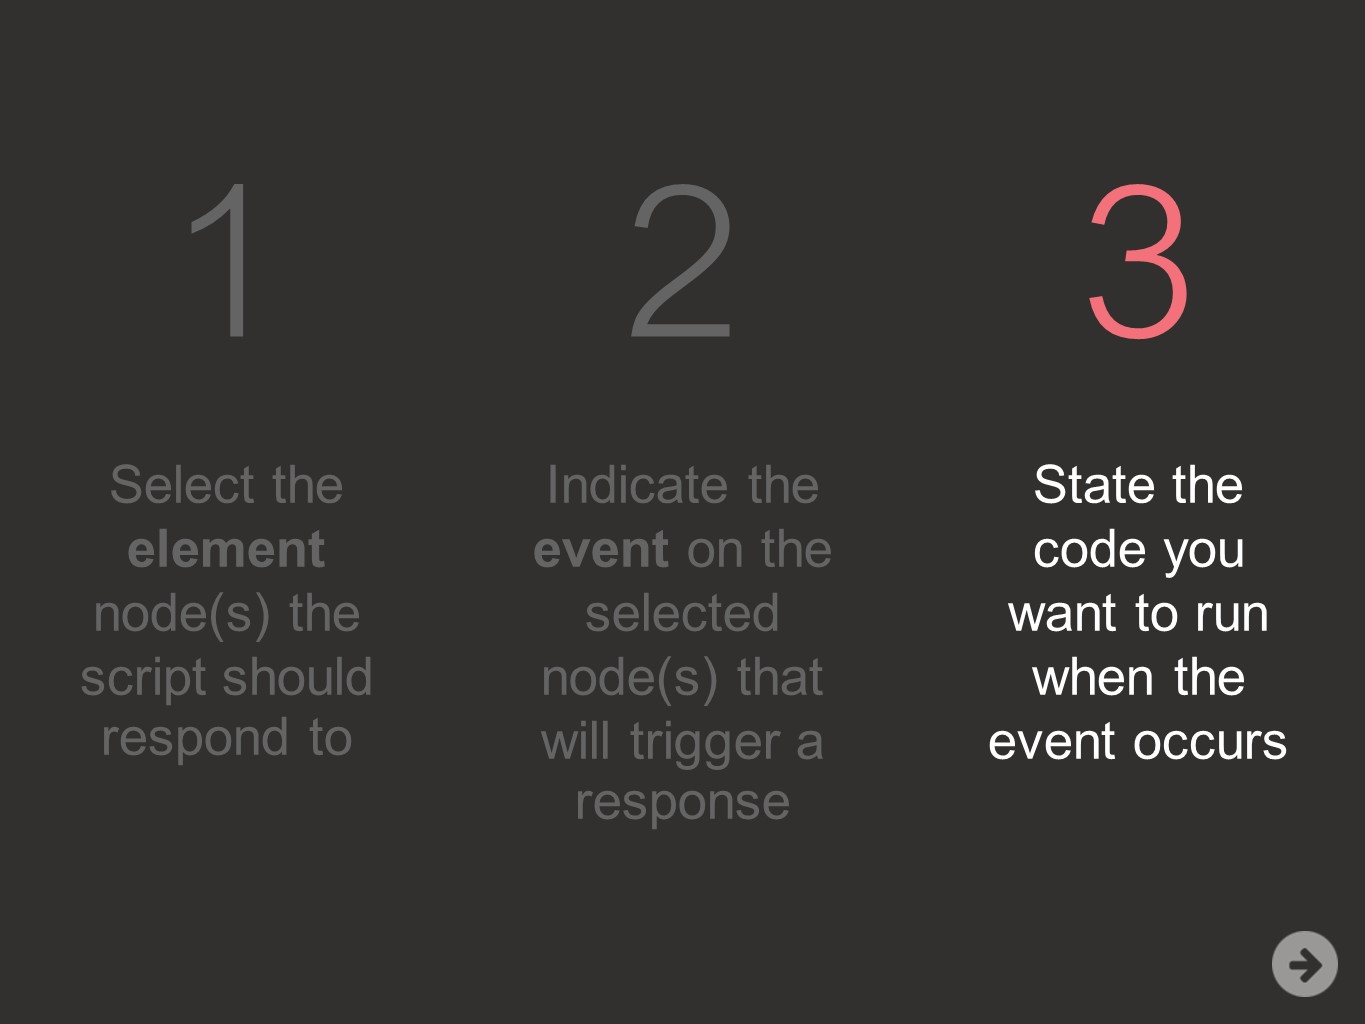 1
Select the
element
node(s) the
script should
respond to
2
Indicate the
event on the
selected
node(s) that
will trigger a
response
3
State the
code you
want to run
when the
event occurs